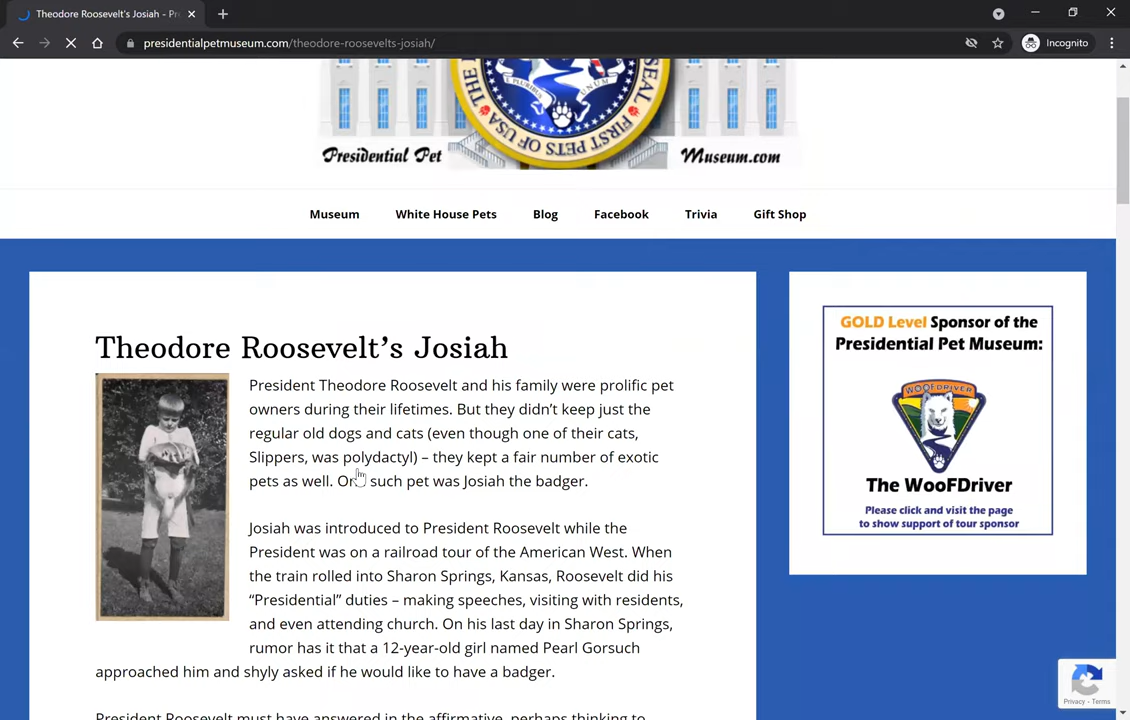 Theodore Roosevelt's Josiah - Pr
presidentialpetmuseum.com/theodore-roosevelts-josiah/
Incognito
SEAL
THE
E PLURIBUS
UNUM
FIRST PETS OF USA
Presidential Pet
Museum.com
Museum
White House Pets
Blog
Facebook
Trivia
Gift Shop
Theodore Roosevelt’s Josiah
President Theodore Roosevelt and his family were prolific pet
owners during their lifetimes. But they didn’t keep just the
regular old dogs and cats (even though one of their cats,
Slippers, was polydactyl) – they kept a fair number of exotic
pets as well. On such pet was Josiah the badger.
Josiah was introduced to President Roosevelt while the
President was on a railroad tour of the American West. When
the train rolled into Sharon Springs, Kansas, Roosevelt did his
“Presidential” duties – making speeches, visiting with residents,
and even attending church. On his last day in Sharon Springs,
rumor has it that a 12-year-old girl named Pearl Gorsuch
approached him and shyly asked if he would like to have a badger.
President Roosevelt must have answered in the affirmative, perhaps thinking to
GOLD Level Sponsor of the
Presidential Pet Museum:
WOOFDRIVER
The WooFDriver
Please click and visit the page
to show support of tour sponsor
Privacy - Terms